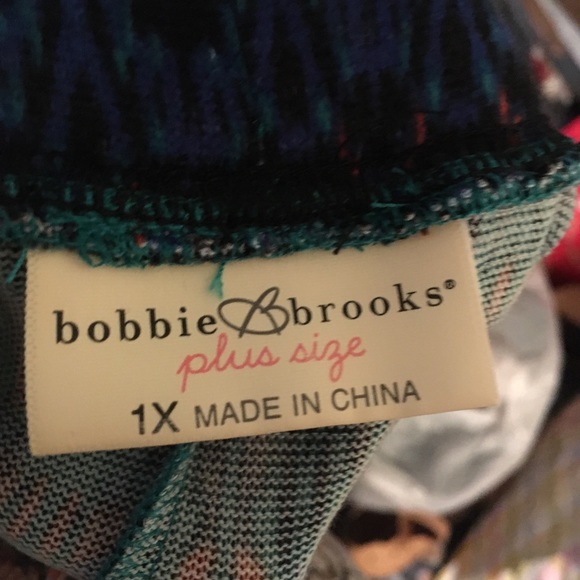 bobbie brooks®
plus size
1X MADE IN CHINA